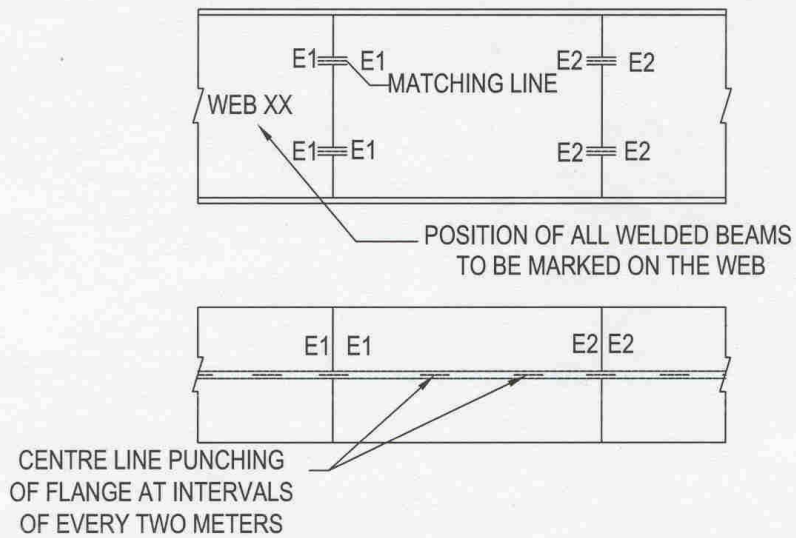 E1 E1 E2 E2
MATCHING LINE
WEB XX
E1 E1 E2 E2
POSITION OF ALL WELDED BEAMS
TO BE MARKED ON THE WEB
E1 E1 E2 E2
CENTRE LINE PUNCHING
OF FLANGE AT INTERVALS
OF EVERY TWO METERS